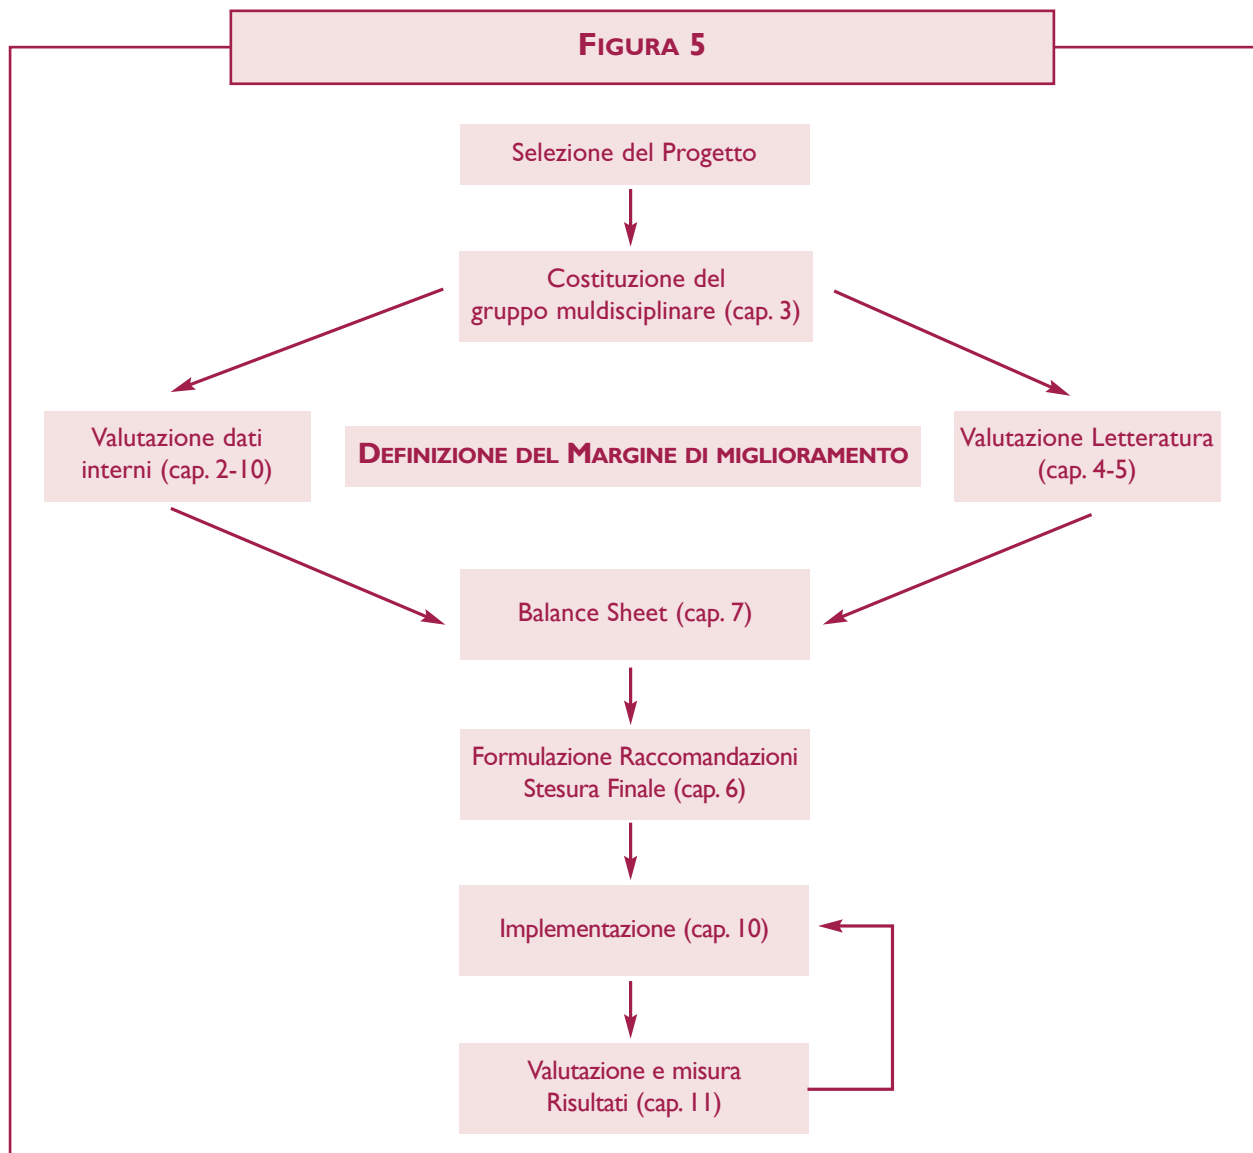 FIGURA 5
Selezione del Progetto
Costituzione del
gruppo muldisciplinare (cap. 3)
Valutazione dati
interni (cap. 2-10)
DEFINIZIONE DEL MARGINE DI MIGLIORAMENTO
Valutazione Letteratura
(cap. 4-5)
Balance Sheet (cap. 7)
Formulazione Raccomandazioni
Stesura Finale (cap. 6)
Implementazione (cap. 10)
Valutazione e misura
Risultati (cap. 11)